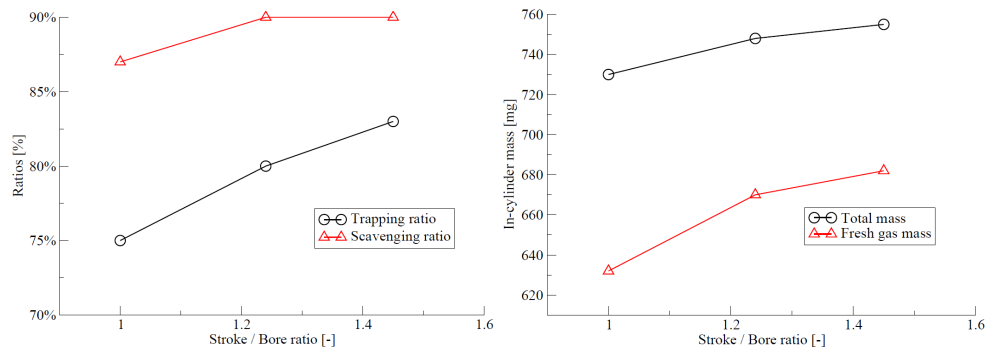 90%
85%
80%
75%
70%
Ratios [%]
Trapping ratio
Scavenging ratio
1
1.2
1.4
1.6
Stroke / Bore ratio [-]
760
740
720
700
680
660
640
620
In-cylinder mass [mg]
Total mass
Fresh gas mass
1
1.2
1.4
1.6
Stroke / Bore ratio [-]